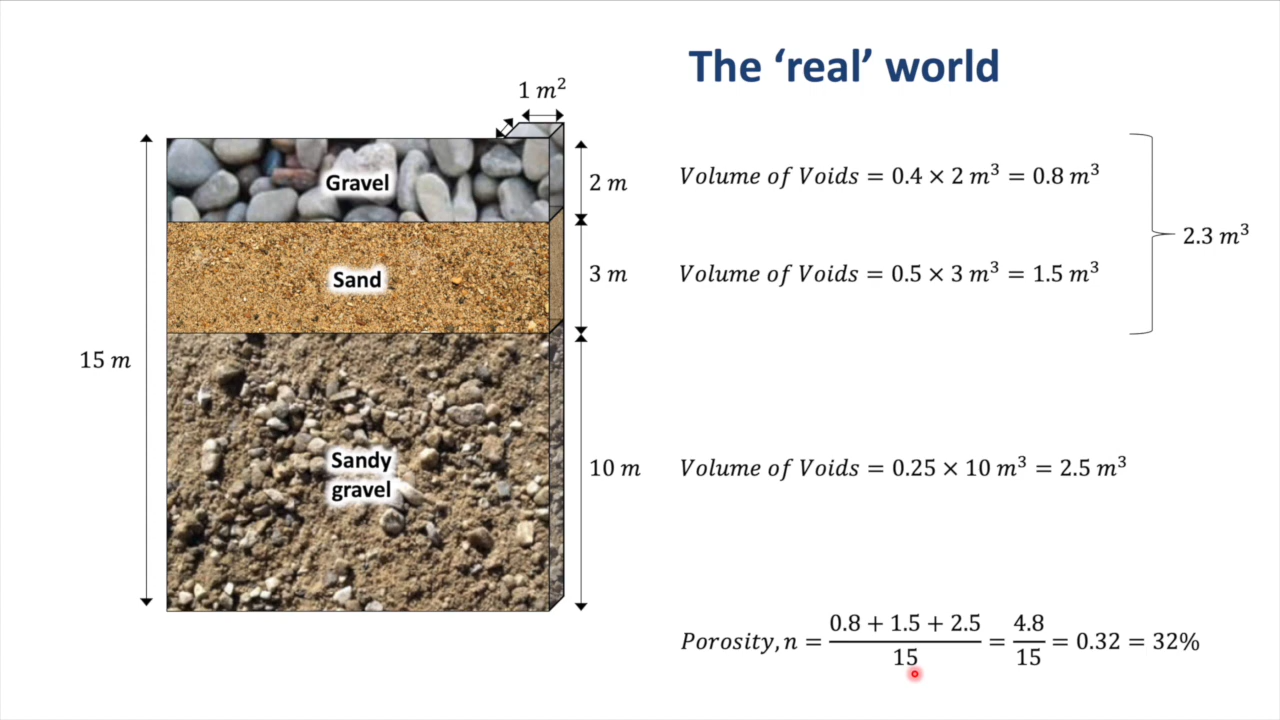 The ‘real’ world
1 m²
Gravel
2 m
Volume of Voids = 0.4 × 2 m³ = 0.8 m³
2.3 m³
Sand
3 m
Volume of Voids = 0.5 × 3 m³ = 1.5 m³
15 m
Sandy
gravel
10 m
Volume of Voids = 0.25 × 10 m³ = 2.5 m³
Porosity, n = (0.8 + 1.5 + 2.5)/15 = 4.8/15 = 0.32 = 32%